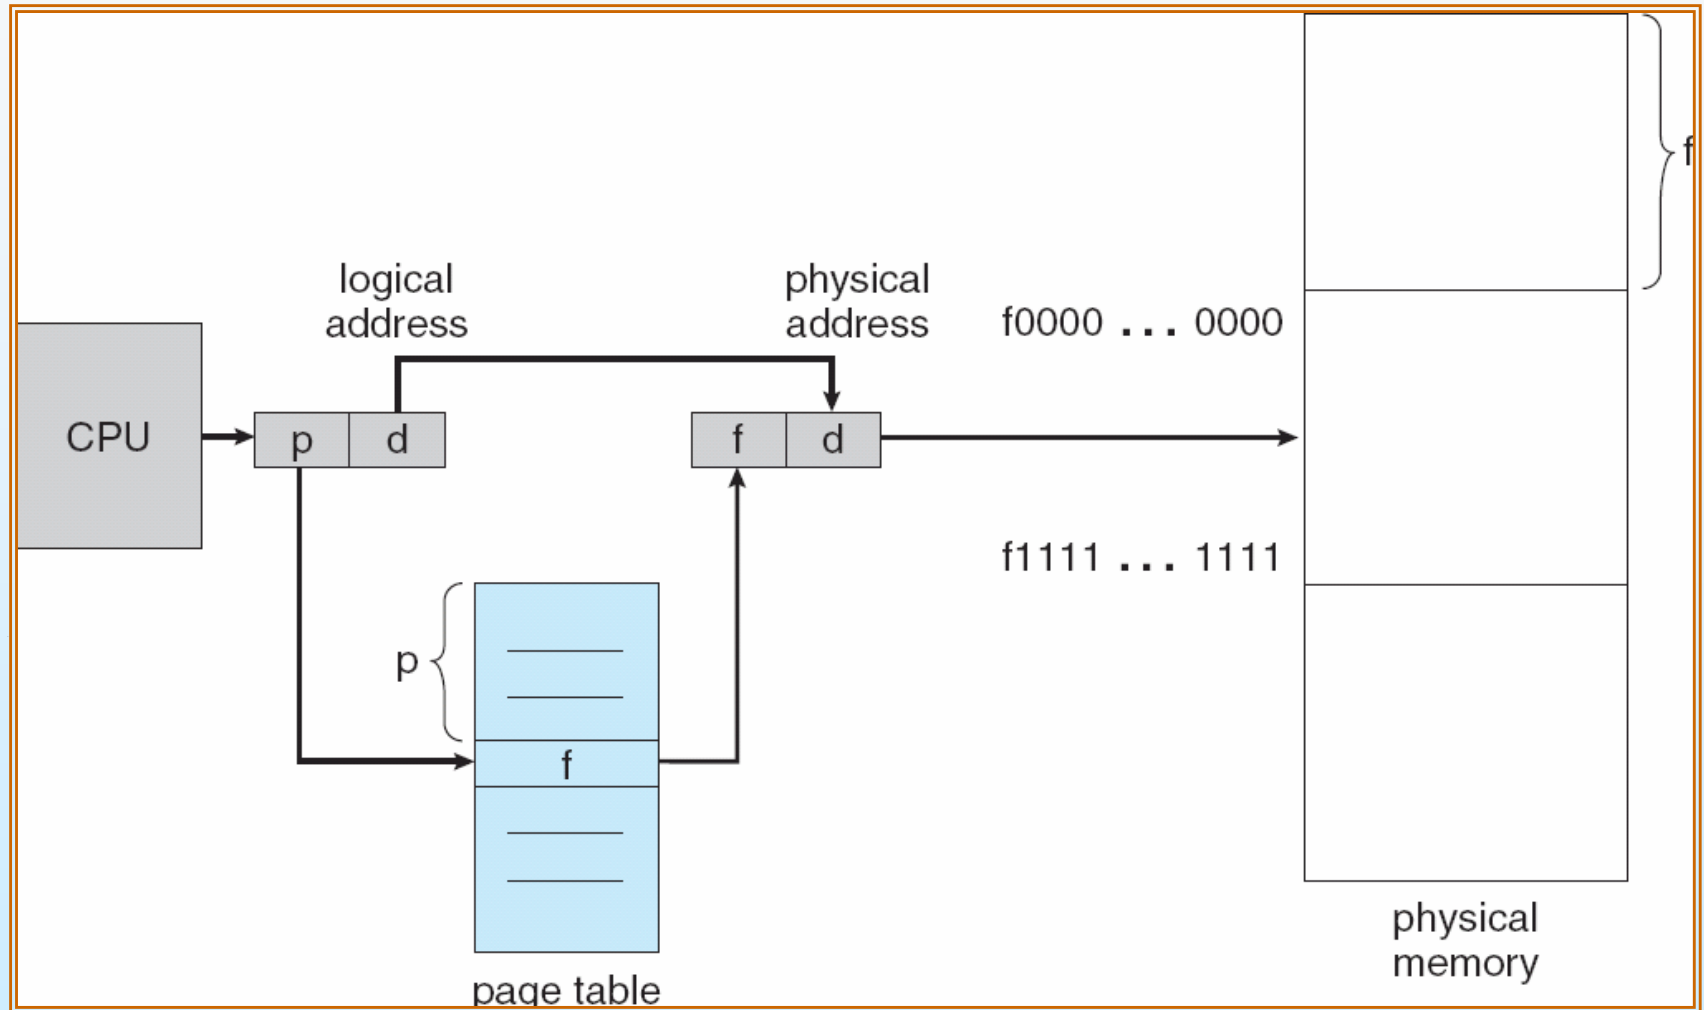 logical
address
physical
address
f0000 ... 0000
f
CPU
p
d
f
d
f1111 ... 1111
p
f
physical
memory
page table